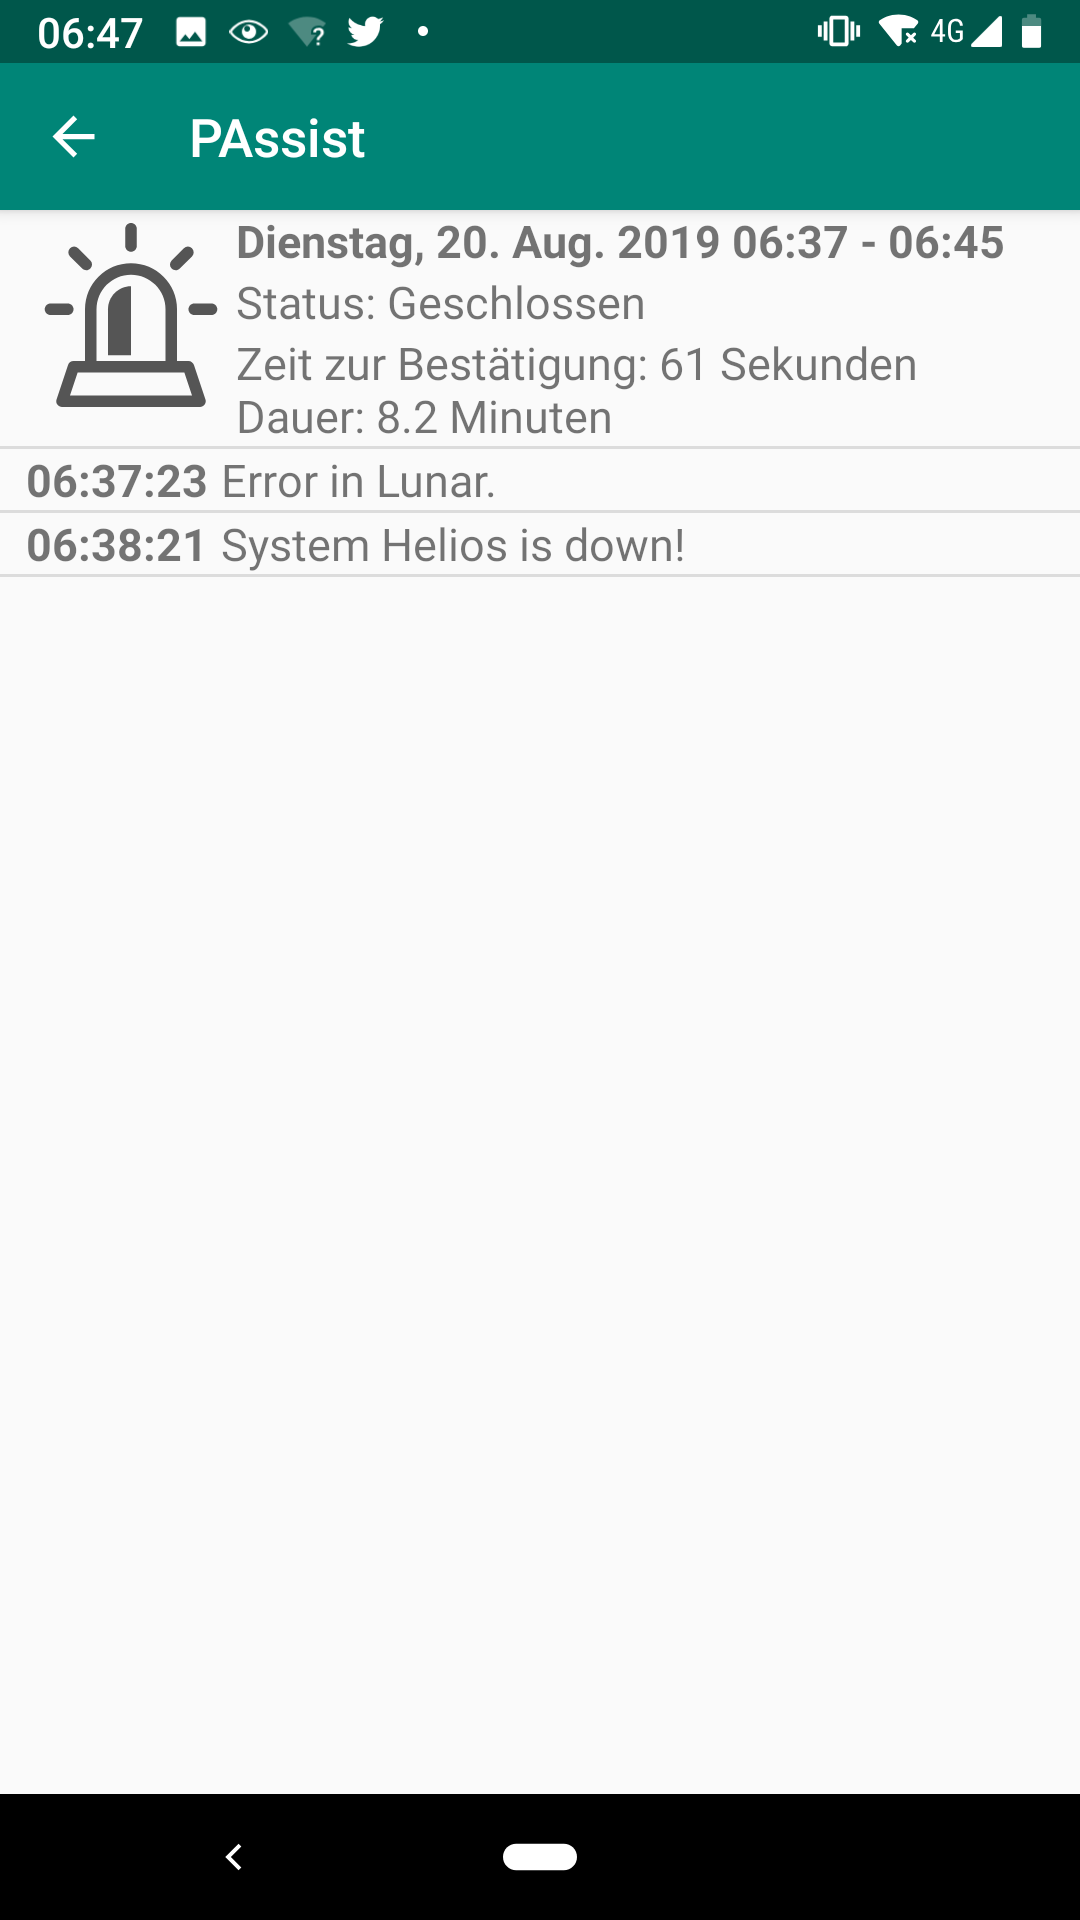 06:47
4G
PAssist
Dienstag, 20. Aug. 2019 06:37 - 06:45
Status: Geschlossen
Zeit zur Bestätigung: 61 Sekunden
Dauer: 8.2 Minuten
06:37:23 Error in Lunar.
06:38:21 System Helios is down!